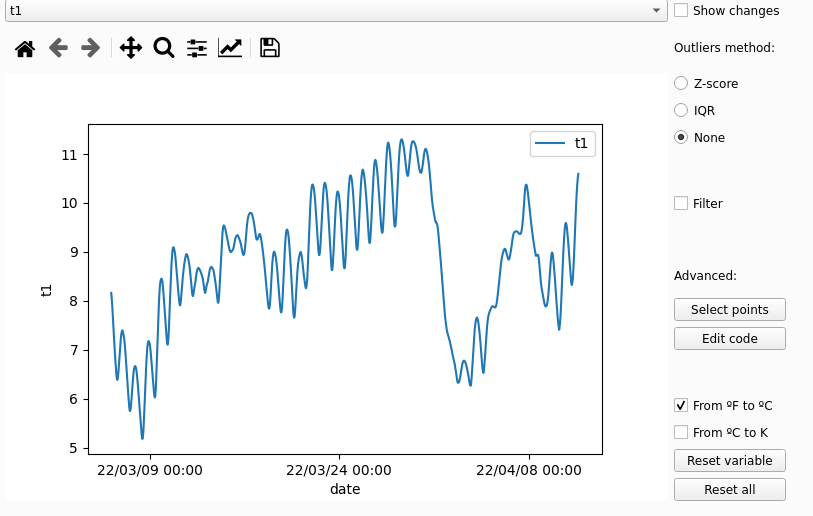 t1
Show changes
Outliers method:
Z-score
IQR
None
Filter
Advanced:
Select points
Edit code
From ºF to ºC
From ºC to K
Reset variable
Reset all
t1
11
10
9
8
7
6
5
t1
22/03/09 00:00
22/03/24 00:00
22/04/08 00:00
date